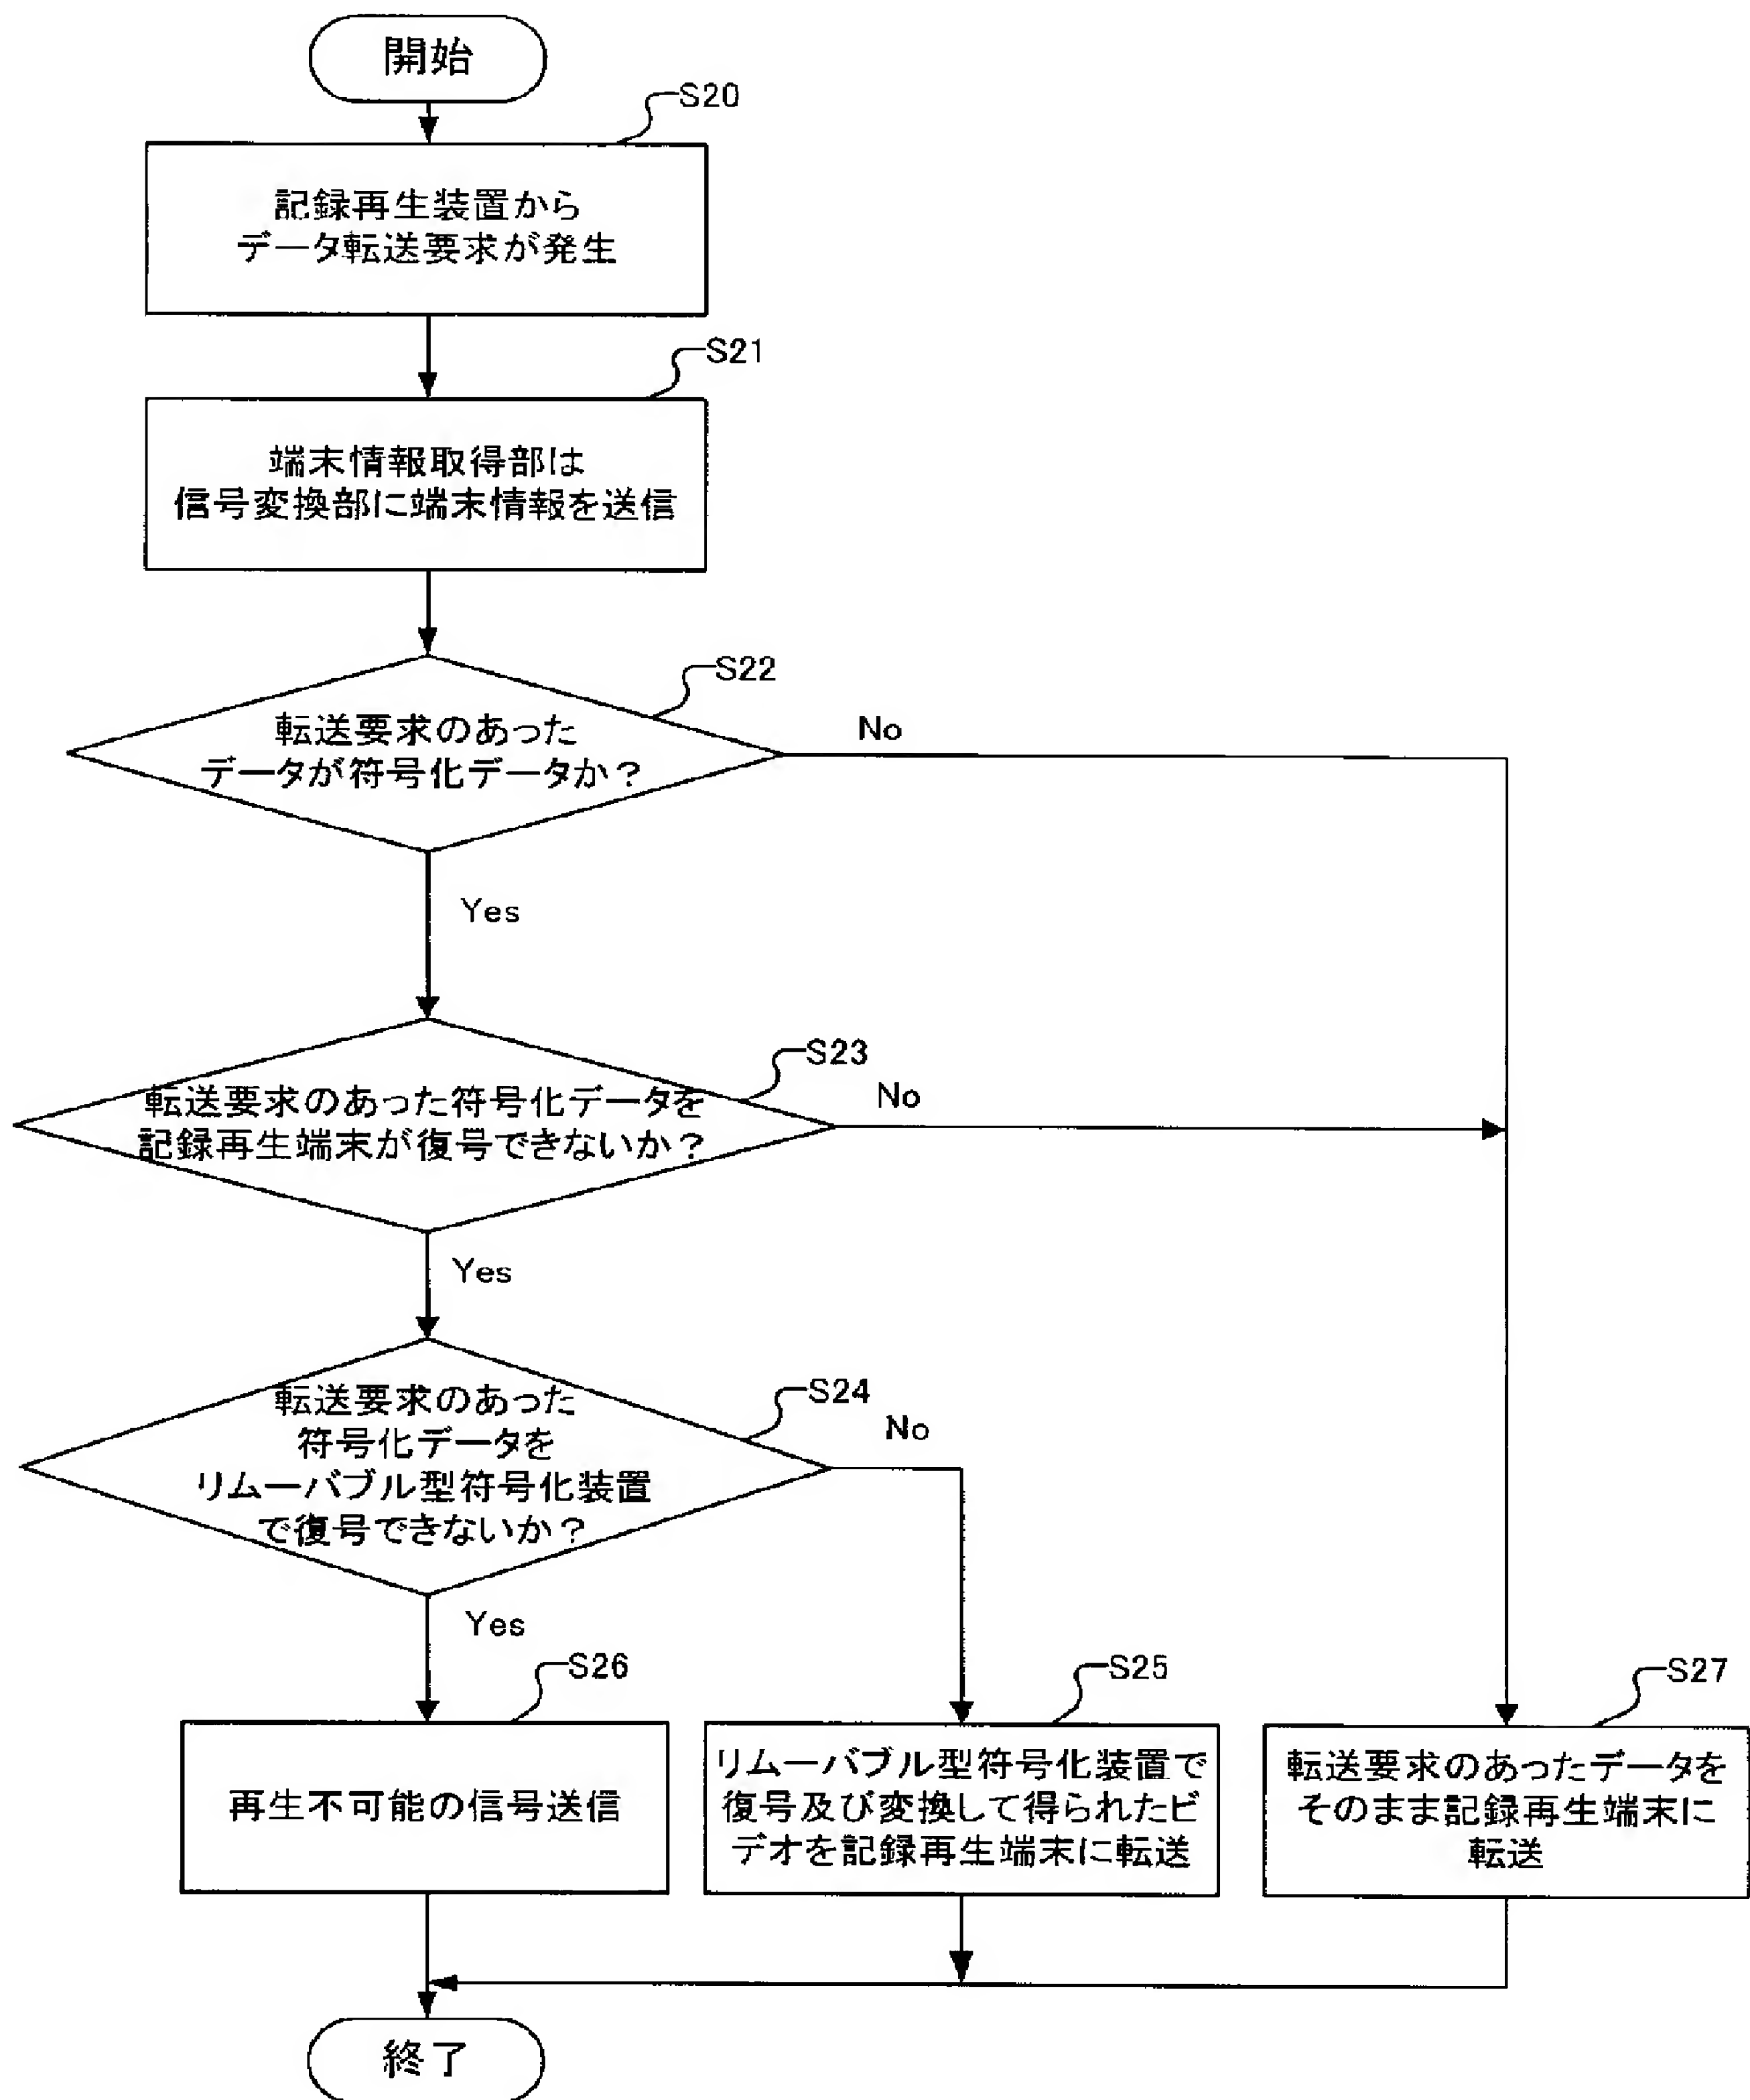 開始
S20
記録再生装置から
データ転送要求が発生
S21
端末情報取得部は
信号変換部に端末情報を送信
S22
転送要求のあった
データが符号化データか？
No
Yes
S23
転送要求のあった符号化データを
記録再生端末が復号できないか？
No
Yes
S24
転送要求のあった
符号化データを
リムーバブル型符号化装置
で復号できないか？
No
Yes
S26
再生不可能の信号送信
S25
リムーバブル型符号化装置で
復号及び変換して得られたビ
デオを記録再生端末に転送
S27
転送要求のあったデータを
そのまま記録再生端末に
転送
終了